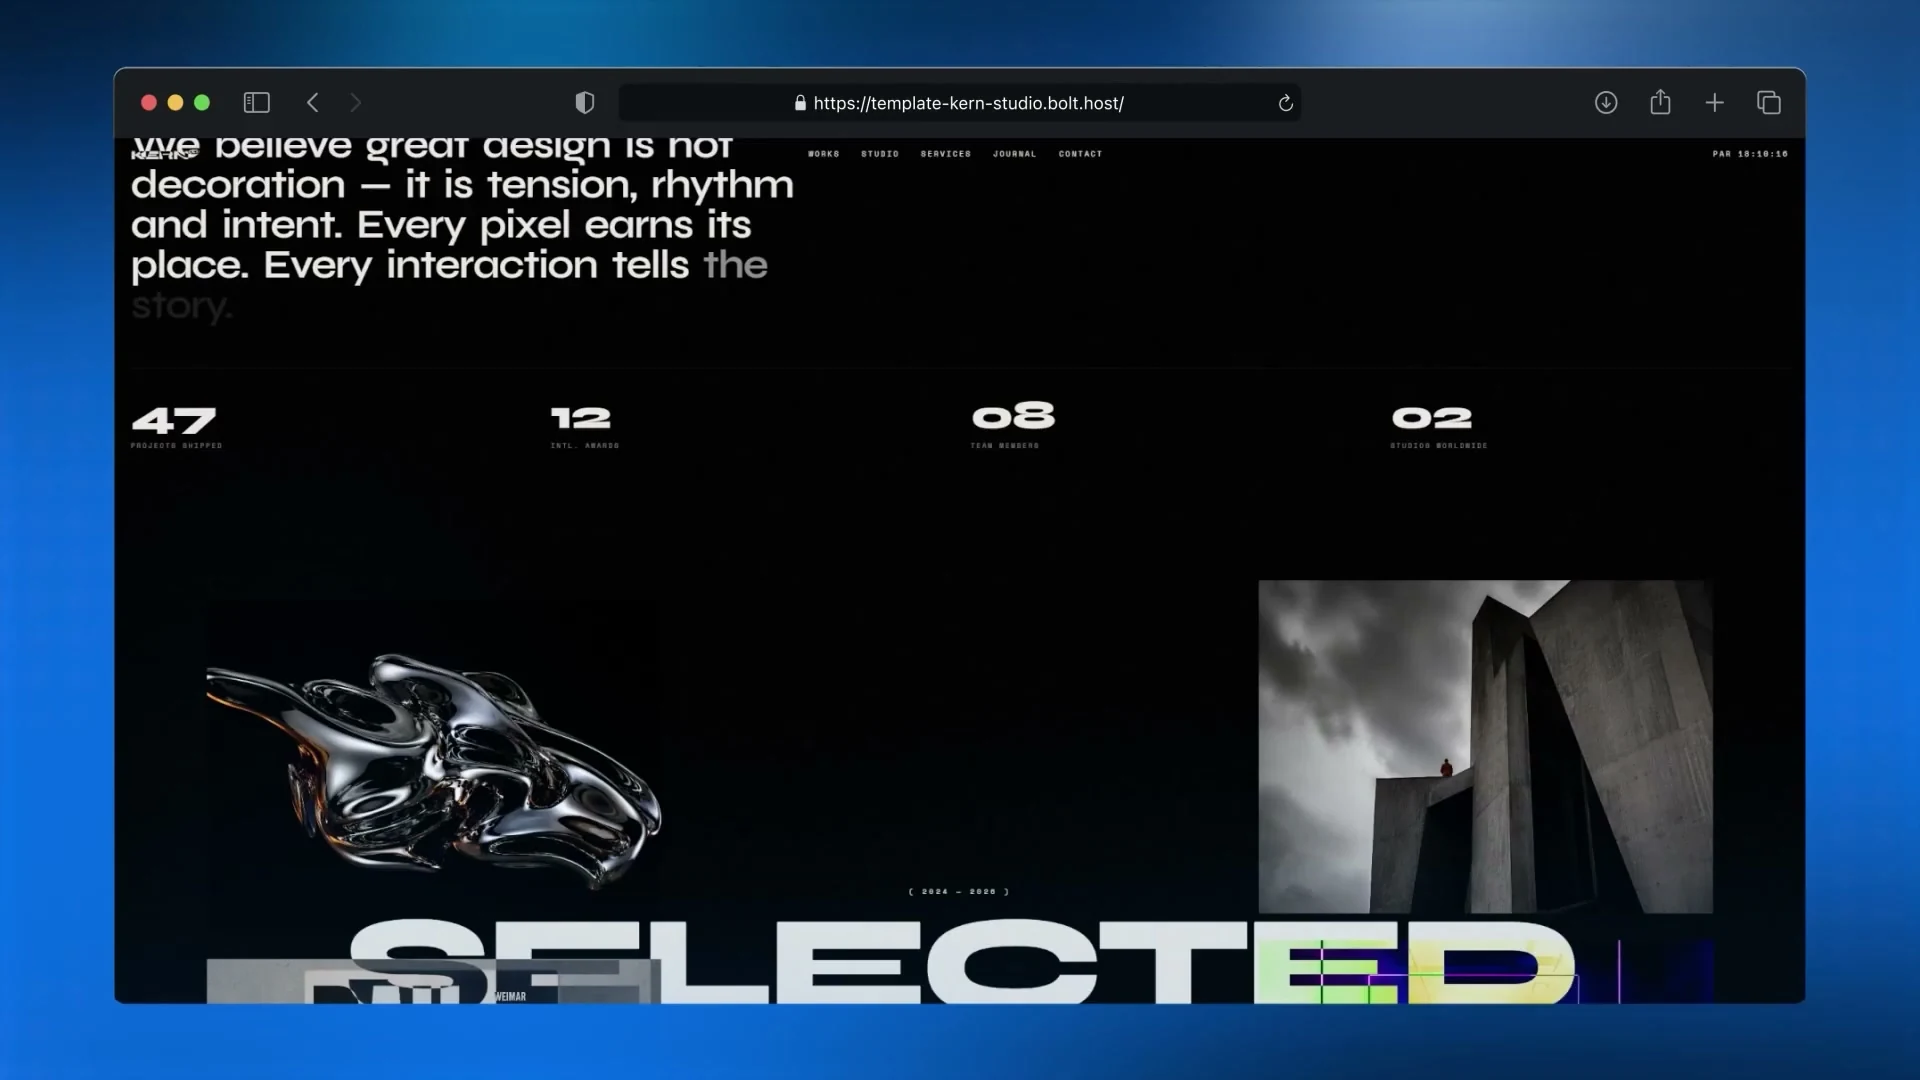 https://template-kern-studio.bolt.host/
We believe great design is not
decoration — it is tension, rhythm
and intent. Every pixel earns its
place. Every interaction tells the
story.
KERN
WORKS STUDIO SERVICES JOURNAL CONTACT
PAR 18:10:16
47
PROJECTS SHIPPED
12
INTL. AWARDS
08
TEAM MEMBERS
02
STUDIOS WORLDWIDE
( 2024 — 2026 )
SELECTED
WEIMAR